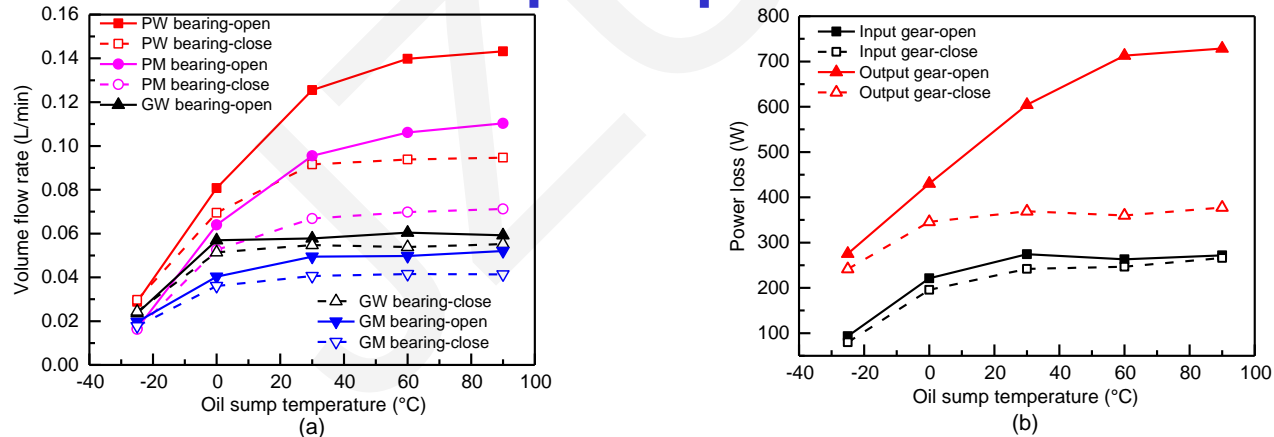 0.16
0.14
0.12
0.10
0.08
0.06
0.04
0.02
0.00
Volume flow rate (L/min)
PW bearing-open
PW bearing-close
PM bearing-open
PM bearing-close
GW bearing-open
GW bearing-close
GM bearing-open
GM bearing-close
-40 -20 0 20 40 60 80 100
Oil sump temperature (°C)
(a)
800
700
600
500
400
300
200
100
Power loss (W)
Input gear-open
Input gear-close
Output gear-open
Output gear-close
-40 -20 0 20 40 60 80 100
Oil sump temperature (°C)
(b)